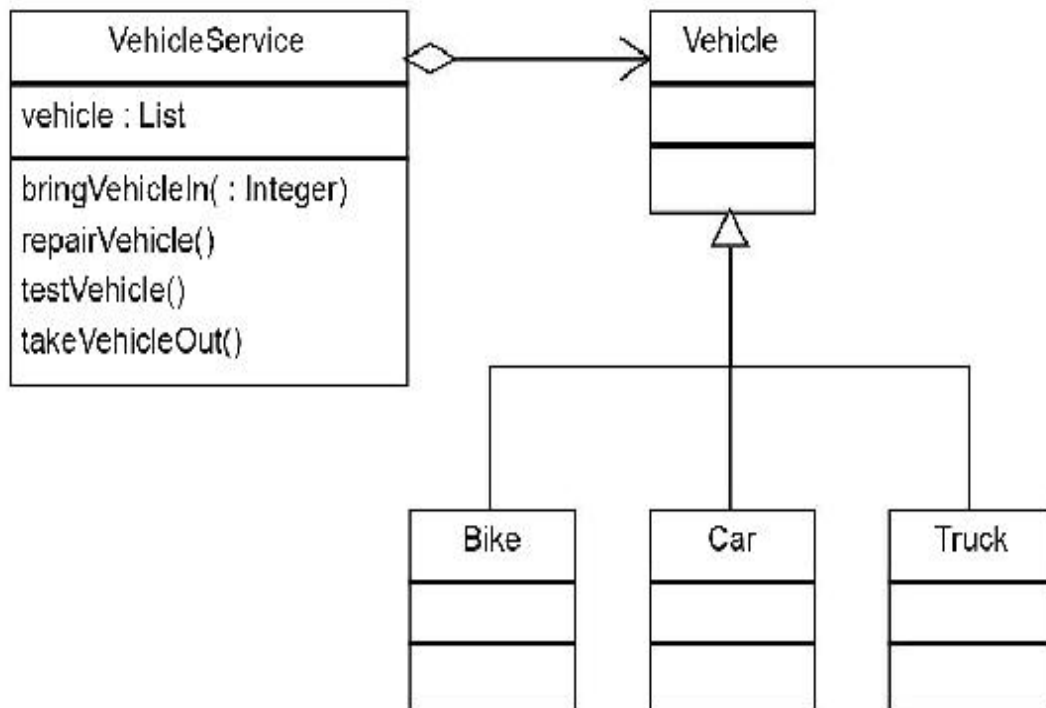 VehicleService
vehicle : List
bringVehicleIn( : Integer)
repairVehicle()
testVehicle()
takeVehicleOut()
Vehicle
Bike
Car
Truck